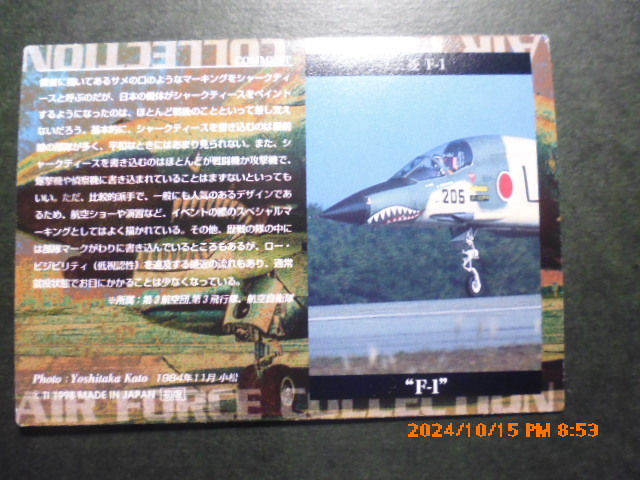 AIR FORCE COLLECTION
COMMENT
機首に描いてあるサメの口のようなマーキングをシャークティ
ースと呼ぶのだが、日本の機体がシャークティースをペイント
するようになったのは、ほとんど戦後のことといって差し支え
ないだろう。基本的に、シャークティースを書き込むのは最前
線の部隊が多く、平和なときにはあまり見られない。また、シ
ャークティースを書き込むのはほとんどが戦闘機か攻撃機で、
爆撃機や偵察機に書き込まれていることはまずないといっても
いい。ただ、比較的派手で、一般にも人気のあるデザインであ
るため、航空ショーや演習など、イベントの際のスペシャルマ
ーキングとしてはよく描かれている。その他、歴戦の隊の中に
は部隊マークがわりに書き込んでいるところもあるが、ロー・
ビジビリティ(低視認性)を追及する最近の流れもあり、通常
就役状態でお目にかかることは少なくなっている。
※所属:第3航空団.第3飛行隊、航空自衛隊
Photo : Yoshitaka Kato 1994年11月 小松
TI 1998 MADE IN JAPAN 初版
F-1
205
"F-1"
AIR FORCE COLLECTION
2024/10/15 PM 8:53